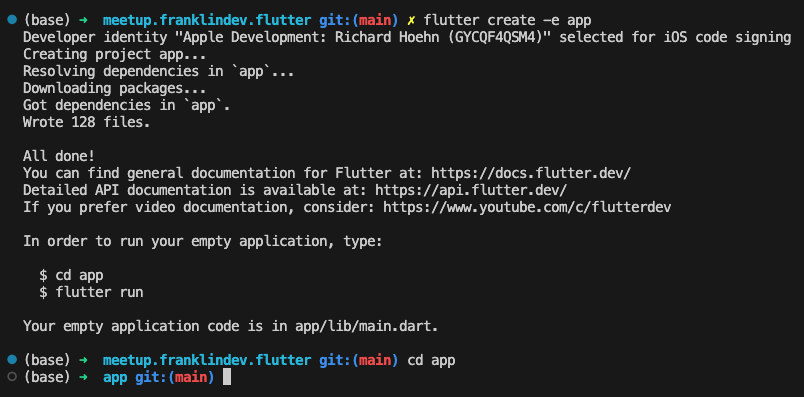 (base) ➜ meetup.franklindev.flutter git:(main) ✗ flutter create -e app
Developer identity "Apple Development: Richard Hoehn (GYCQF4QSM4)" selected for iOS code signing
Creating project app...
Resolving dependencies in `app`...
Downloading packages...
Got dependencies in `app`.
Wrote 128 files.
All done!
You can find general documentation for Flutter at: https://docs.flutter.dev/
Detailed API documentation is available at: https://api.flutter.dev/
If you prefer video documentation, consider: https://www.youtube.com/c/flutterdev
In order to run your empty application, type:
$ cd app
$ flutter run
Your empty application code is in app/lib/main.dart.
(base) ➜ meetup.franklindev.flutter git:(main) cd app
(base) ➜ app git:(main)